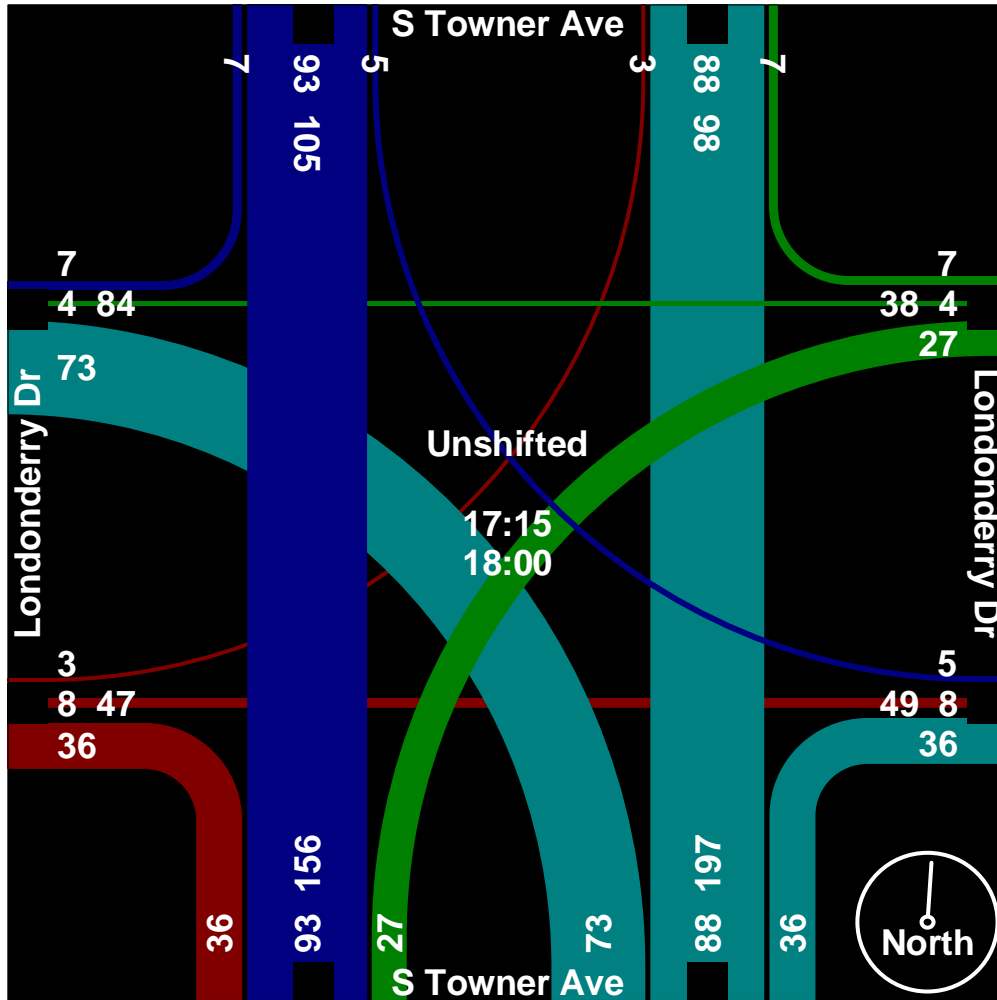 S Towner Ave
7 93 5 3 88 7
105 98
7 7
4 84 38 4
73 27
Londonderry Dr
Londonderry Dr
Unshifted
17:15
18:00
3 5
8 47 49 8
36 36
156 197
36 93 27 73 88 36
North
S Towner Ave